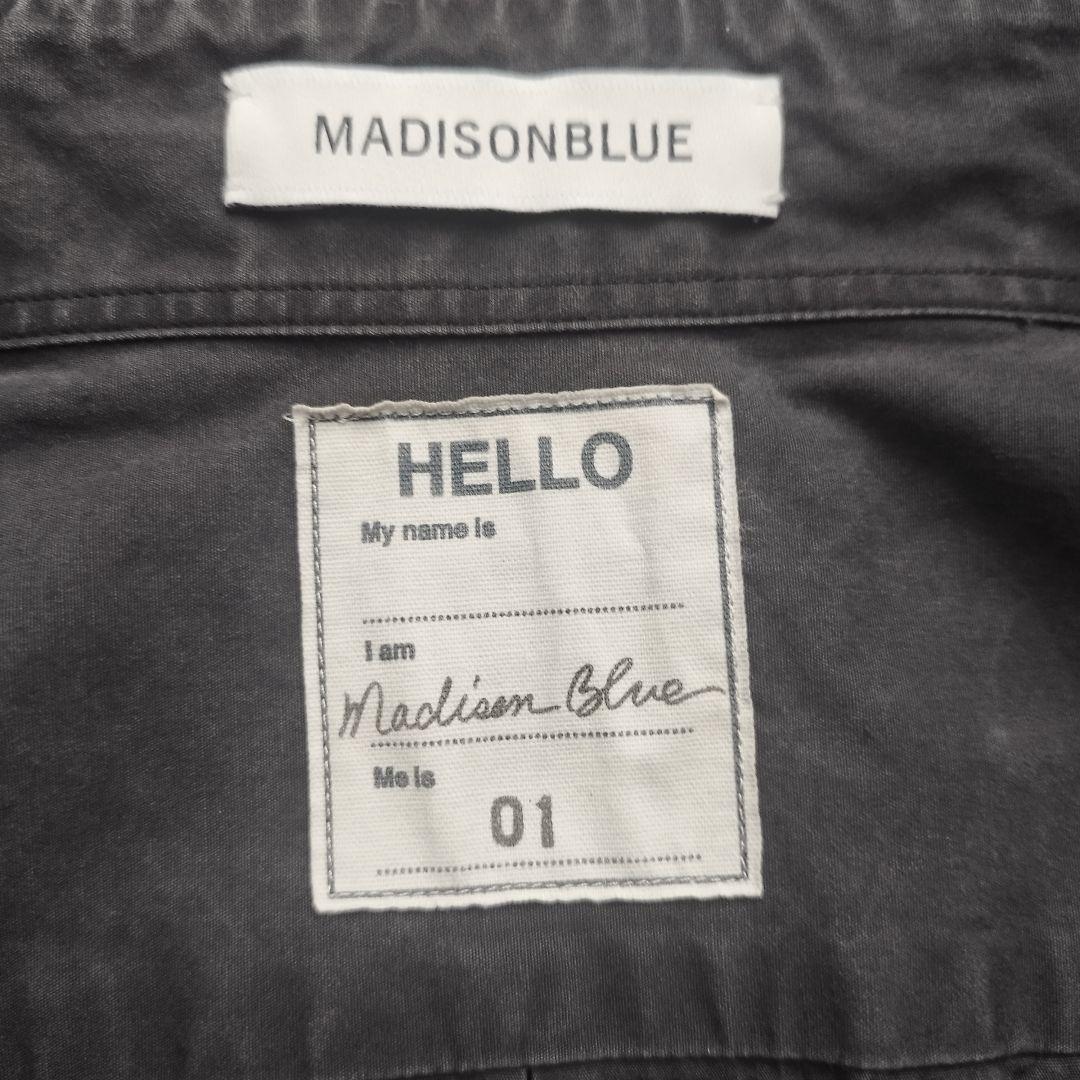 MADISONBLUE
HELLO
My name is
I am
Madison Blue
Me is
01